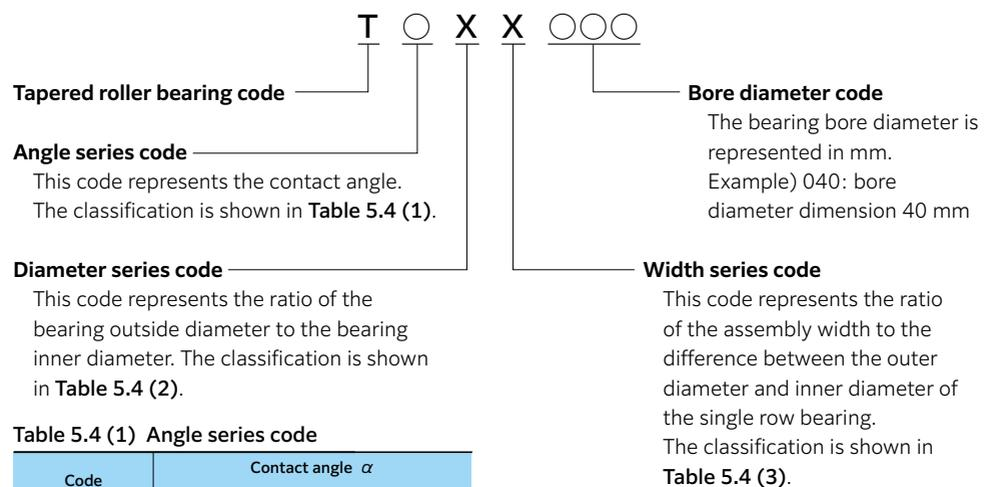 T ○ X X ○○○
Tapered roller bearing code
Angle series code
This code represents the contact angle.
The classification is shown in Table 5.4 (1).
Diameter series code
This code represents the ratio of the
bearing outside diameter to the bearing
inner diameter. The classification is shown
in Table 5.4 (2).
Bore diameter code
The bearing bore diameter is
represented in mm.
Example) 040: bore
diameter dimension 40 mm
Width series code
This code represents the ratio
of the assembly width to the
difference between the outer
diameter and inner diameter of
the single row bearing.
The classification is shown in
Table 5.4 (3).
Table 5.4 (1) Angle series code
Code
Contact angle α